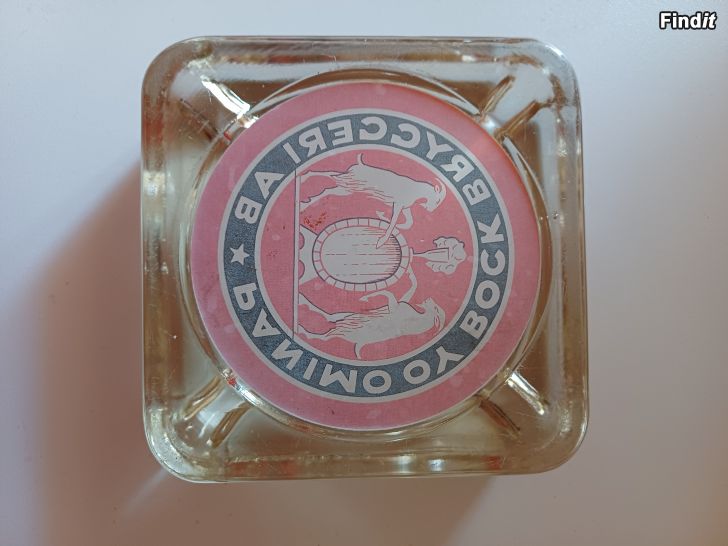 Findit
PANIMO OY BOCK BRYGGERI AB